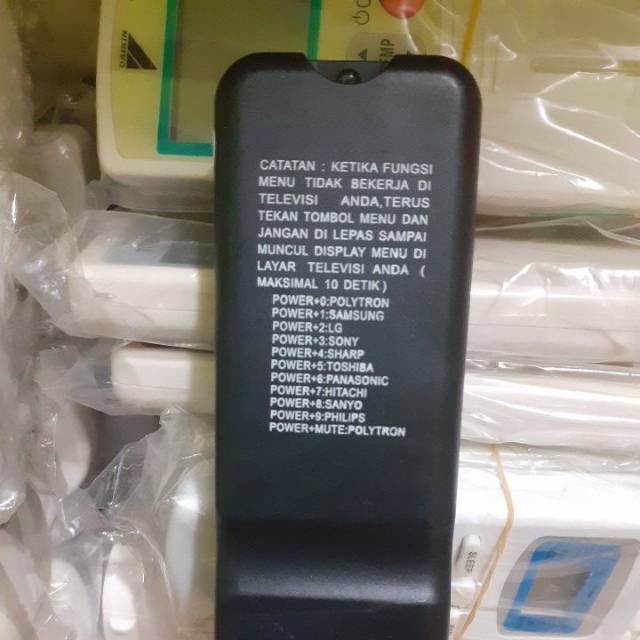 DAIKIN
TEMP
CATATAN : KETIKA FUNGSI
MENU TIDAK BEKERJA DI
TELEVISI ANDA,TERUS
TEKAN TOMBOL MENU DAN
JANGAN DI LEPAS SAMPAI
MUNCUL DISPLAY MENU DI
LAYAR TELEVISI ANDA (
MAKSIMAL 10 DETIK)
POWER+0:POLYTRON
POWER+1:SAMSUNG
POWER+2:LG
POWER+3:SONY
POWER+4:SHARP
POWER+5:TOSHIBA
POWER+6:PANASONIC
POWER+7:HITACHI
POWER+8:SANYO
POWER+9:PHILIPS
POWER+MUTE:POLYTRON
SLEEP